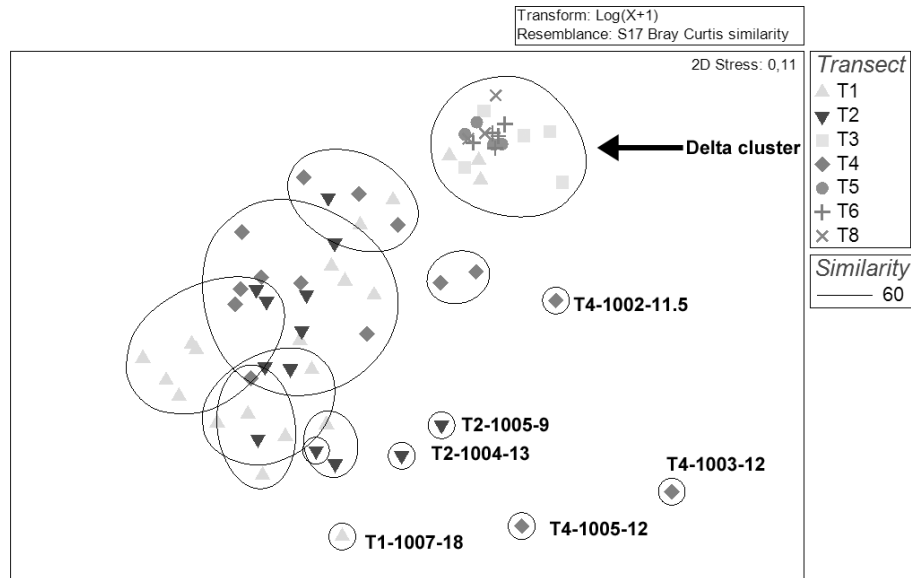 Transform: Log(X+1)
Resemblance: S17 Bray Curtis similarity
2D Stress: 0,11
Transect
T1
T2
T3
T4
T5
T6
T8
Similarity
60
Delta cluster
T4-1002-11.5
T2-1005-9
T2-1004-13
T4-1003-12
T4-1005-12
T1-1007-18